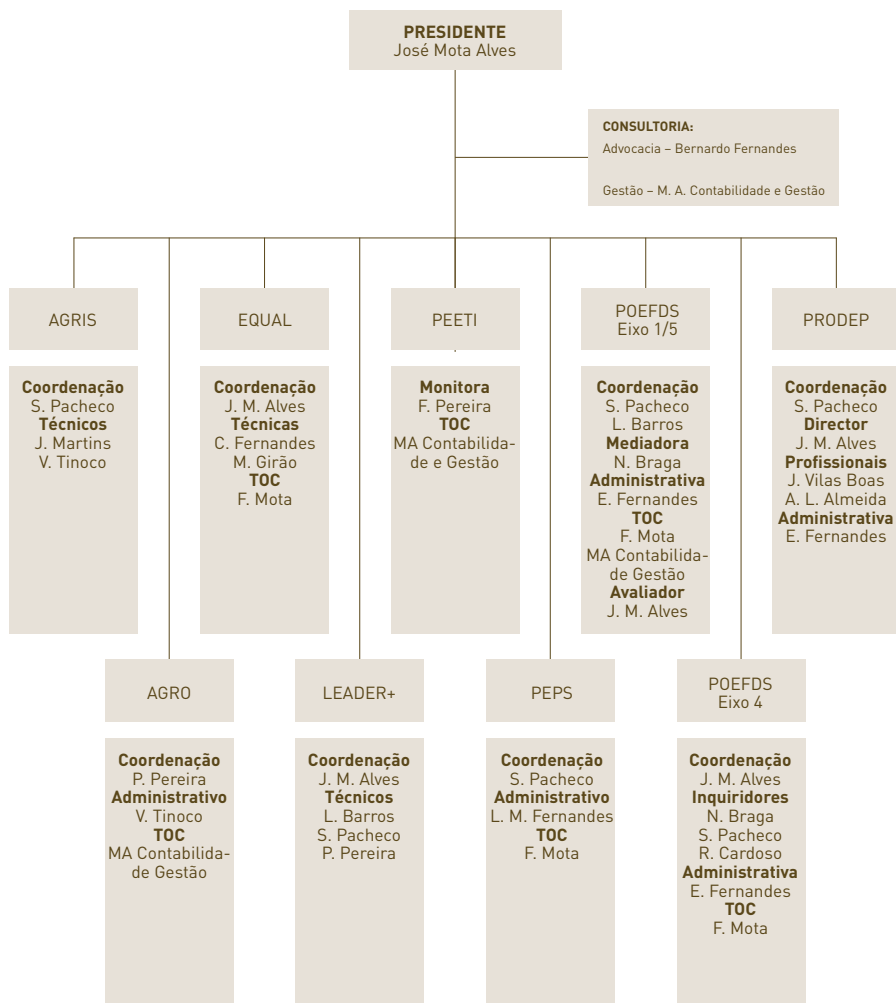 PRESIDENTE
José Mota Alves
CONSULTORIA:
Advocacia – Bernardo Fernandes
Gestão – M. A. Contabilidade e Gestão
AGRIS
Coordenação
S. Pacheco
Técnicos
J. Martins
V. Tinoco
EQUAL
Coordenação
J. M. Alves
Técnicas
C. Fernandes
M. Girão
TOC
F. Mota
PEETI
Monitora
F. Pereira
TOC
MA Contabilida-
de e Gestão
POEFDS
Eixo 1/5
Coordenação
S. Pacheco
L. Barros
Mediadora
N. Braga
Administrativa
E. Fernandes
TOC
F. Mota
MA Contabilida-
de Gestão
Avaliador
J. M. Alves
PRODEP
Coordenação
S. Pacheco
Director
J. M. Alves
Profissionais
J. Vilas Boas
A. L. Almeida
Administrativa
E. Fernandes
AGRO
Coordenação
P. Pereira
Administrativo
V. Tinoco
TOC
MA Contabilida-
de Gestão
LEADER+
Coordenação
J. M. Alves
Técnicos
L. Barros
S. Pacheco
P. Pereira
PEPS
Coordenação
S. Pacheco
Administrativo
L. M. Fernandes
TOC
F. Mota
POEFDS
Eixo 4
Coordenação
J. M. Alves
Inquiridores
N. Braga
S. Pacheco
R. Cardoso
Administrativa
E. Fernandes
TOC
F. Mota